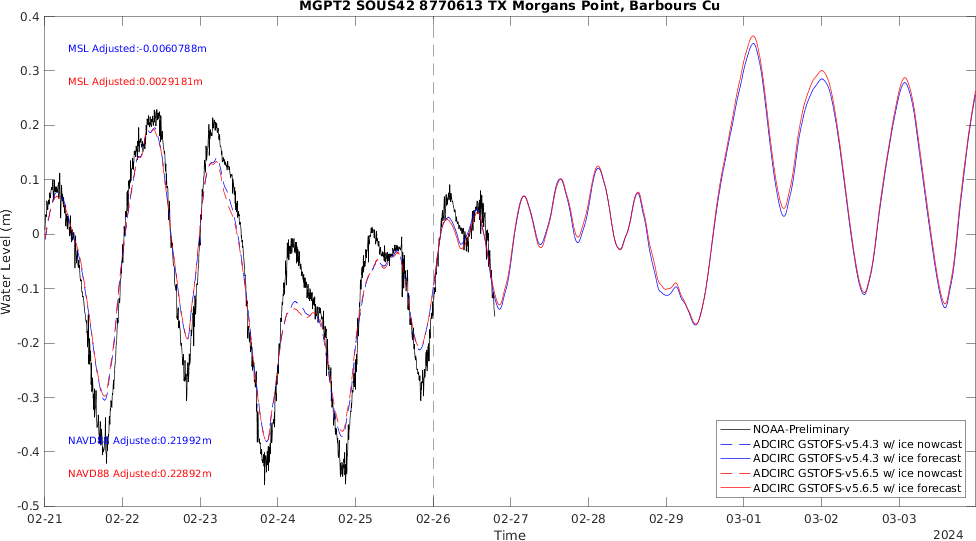 MGPT2 SOUS42 8770613 TX Morgans Point, Barbours Cu
MSL Adjusted:-0.0060788m
MSL Adjusted:0.0029181m
NAVD88 Adjusted:0.21992m
NAVD88 Adjusted:0.22892m
Water Level (m)
0.4
0.3
0.2
0.1
0
-0.1
-0.2
-0.3
-0.4
-0.5
NOAA-Preliminary
ADCIRC GSTOFS-v5.4.3 w/ ice nowcast
ADCIRC GSTOFS-v5.4.3 w/ ice forecast
ADCIRC GSTOFS-v5.6.5 w/ ice nowcast
ADCIRC GSTOFS-v5.6.5 w/ ice forecast
02-21 02-22 02-23 02-24 02-25 02-26 02-27 02-28 02-29 03-01 03-02 03-03
Time
2024